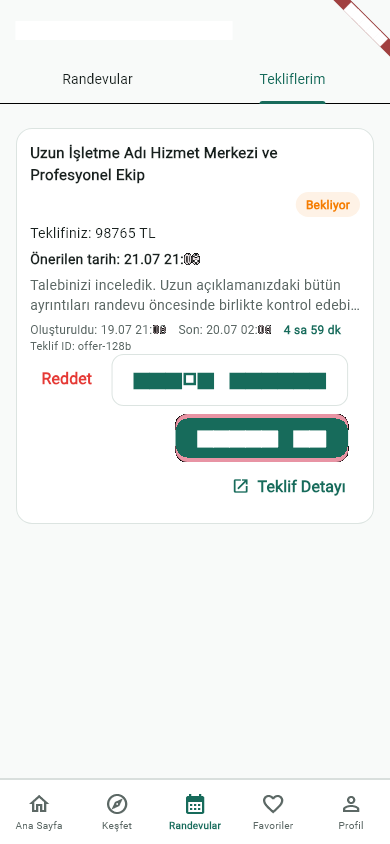 Randevular
Tekliflerim
Uzun İşletme Adı Hizmet Merkezi ve
Profesyonel Ekip
Bekliyor
Teklifiniz: 98765 TL
Önerilen tarih: 21.07 21:
Talebinizi inceledik. Uzun açıklamanızdaki bütün
ayrıntıları randevu öncesinde birlikte kontrol edebi…
Oluşturuldu: 19.07 21: Son: 20.07 02: 4 sa 59 dk
Teklif ID: offer-128b
Reddet
Teklif Detayı
Ana Sayfa
Keşfet
Randevular
Favoriler
Profil